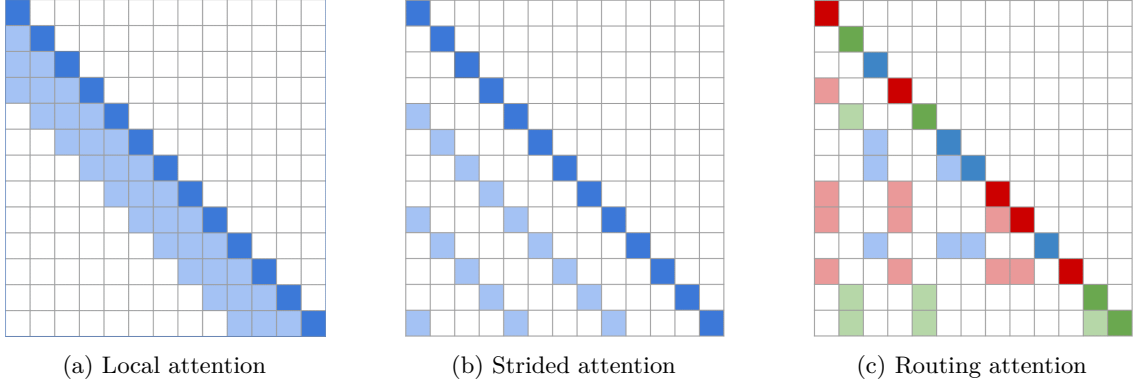 (a) Local attention
(b) Strided attention
(c) Routing attention